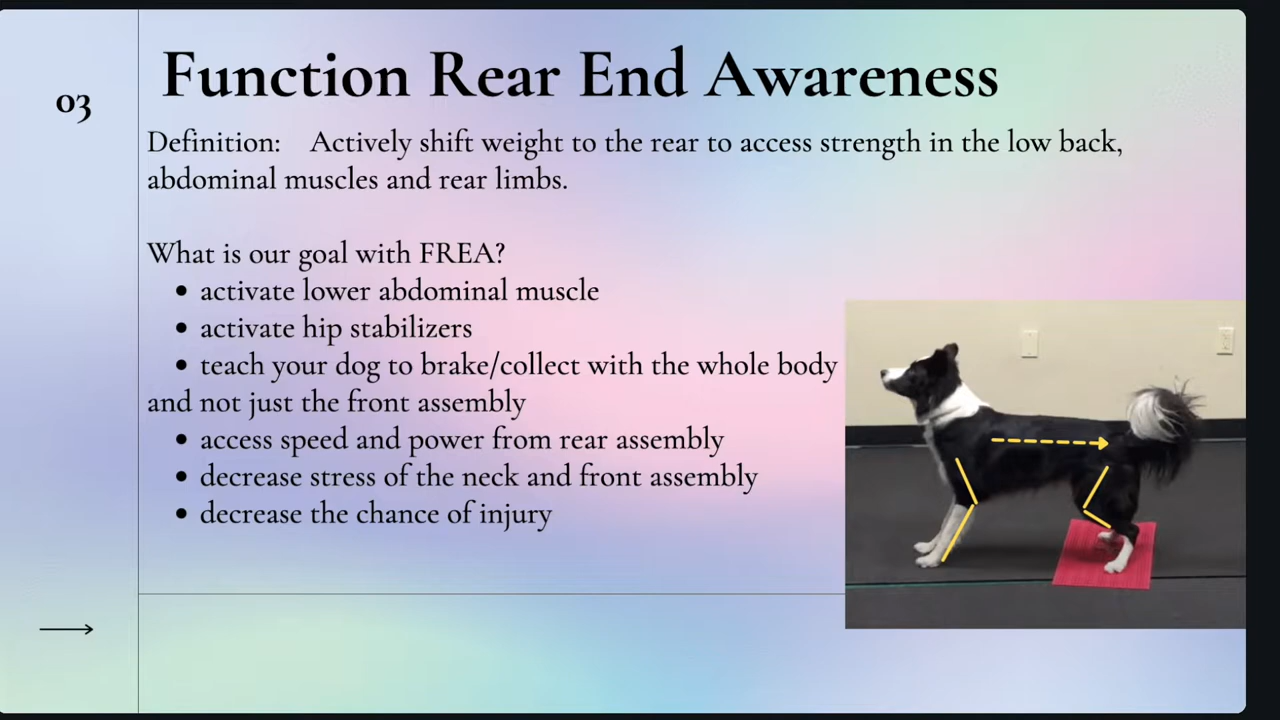 03
Function Rear End Awareness
Definition: Actively shift weight to the rear to access strength in the low back,
abdominal muscles and rear limbs.
What is our goal with FREA?
• activate lower abdominal muscle
• activate hip stabilizers
• teach your dog to brake/collect with the whole body
and not just the front assembly
• access speed and power from rear assembly
• decrease stress of the neck and front assembly
• decrease the chance of injury